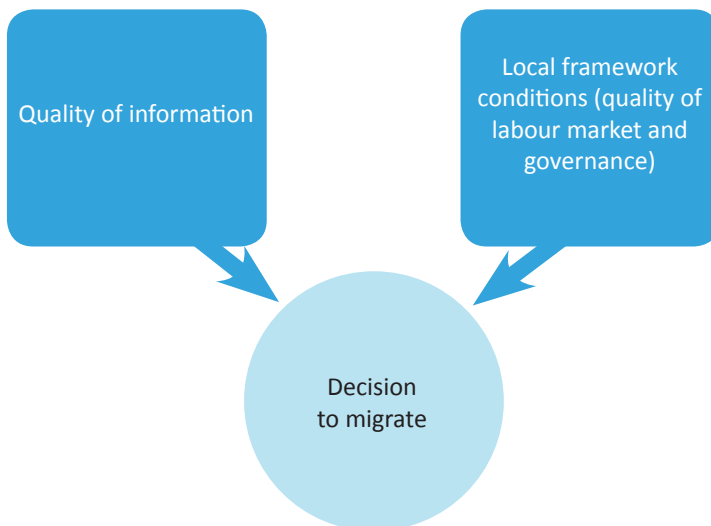 Quality of information
Local framework
conditions (quality of
labour market and
governance)
Decision
to migrate